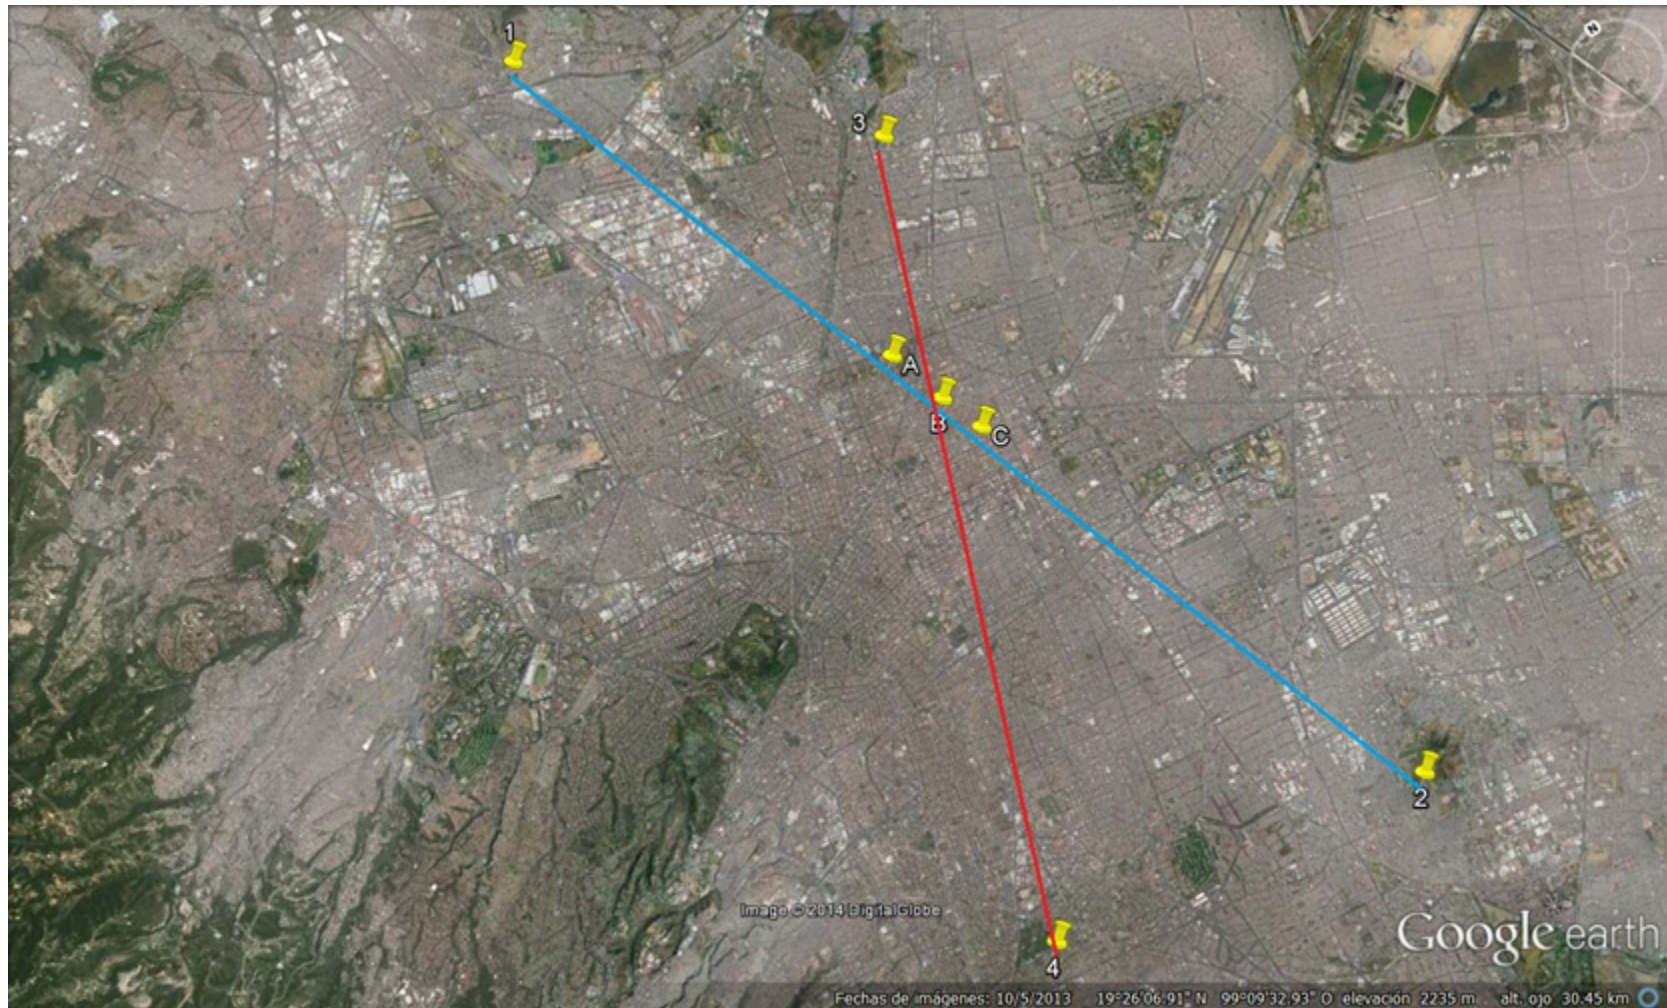 1
N
3
A
B
C
2
Image © 2014 DigitalGlobe
Google earth
4
Fechas de imágenes: 10/5/2013 19°26'06.91" N 99°09'32.93" O elevación 2235 m alt. ojo 30.45 km